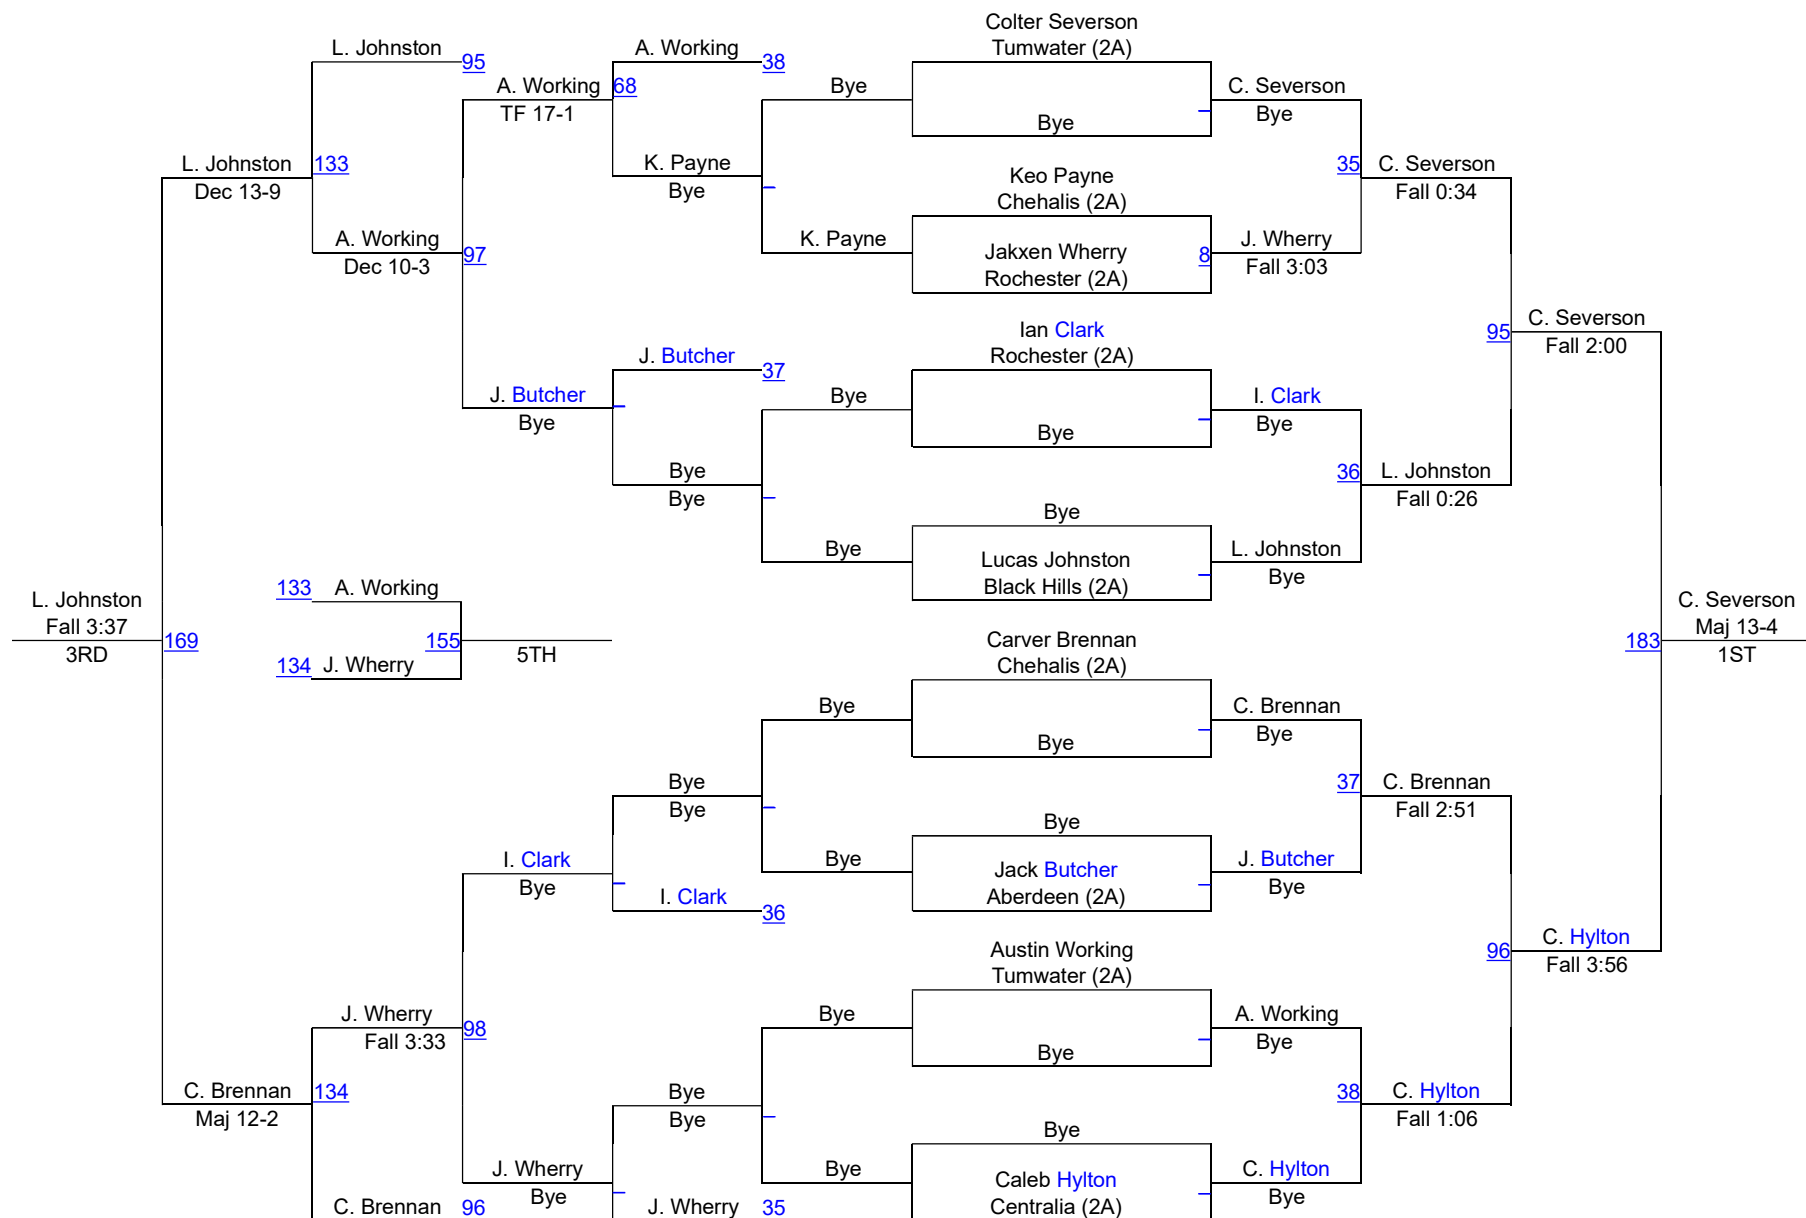 Colter Severson
L. Johnston
A. Working
Tumwater (2A)
95
38
A. Working
68
Bye
C. Severson
TF 17-1
Bye
Bye
L. Johnston
133
K. Payne
Keo Payne
35
C. Severson
Dec 13-9
Bye
Chehalis (2A)
Fall 0:34
A. Working
K. Payne
J. Wherry
97
Jakxen Wherry
8
Dec 10-3
Rochester (2A)
Fall 3:03
Ian Clark
C. Severson
J. Butcher
Rochester (2A)
95
Fall 2:00
37
J. Butcher
Bye
I. Clark
Bye
Bye
Bye
Bye
36
L. Johnston
Bye
Fall 0:26
Bye
Bye
L. Johnston
Lucas Johnston
Black Hills (2A)
Bye
133
A. Working
L. Johnston
C. Severson
Fall 3:37
Maj 13-4
169
155
Carver Brennan
183
3RD
5TH
1ST
134
J. Wherry
Chehalis (2A)
Bye
C. Brennan
Bye
Bye
Bye
37
C. Brennan
Bye
Fall 2:51
Bye
I. Clark
Bye
J. Butcher
Bye
Jack Butcher
Bye
I. Clark
Aberdeen (2A)
36
Austin Working
96
C. Hylton
Tumwater (2A)
Fall 3:56
J. Wherry
Bye
A. Working
98
Fall 3:33
Bye
Bye
C. Brennan
134
Bye
38
C. Hylton
Maj 12-2
Bye
Fall 1:06
Bye
J. Wherry
Bye
C. Hylton
Caleb Hylton
Bye
Bye
C. Brennan
96
J. Wherry
35
Centralia (2A)